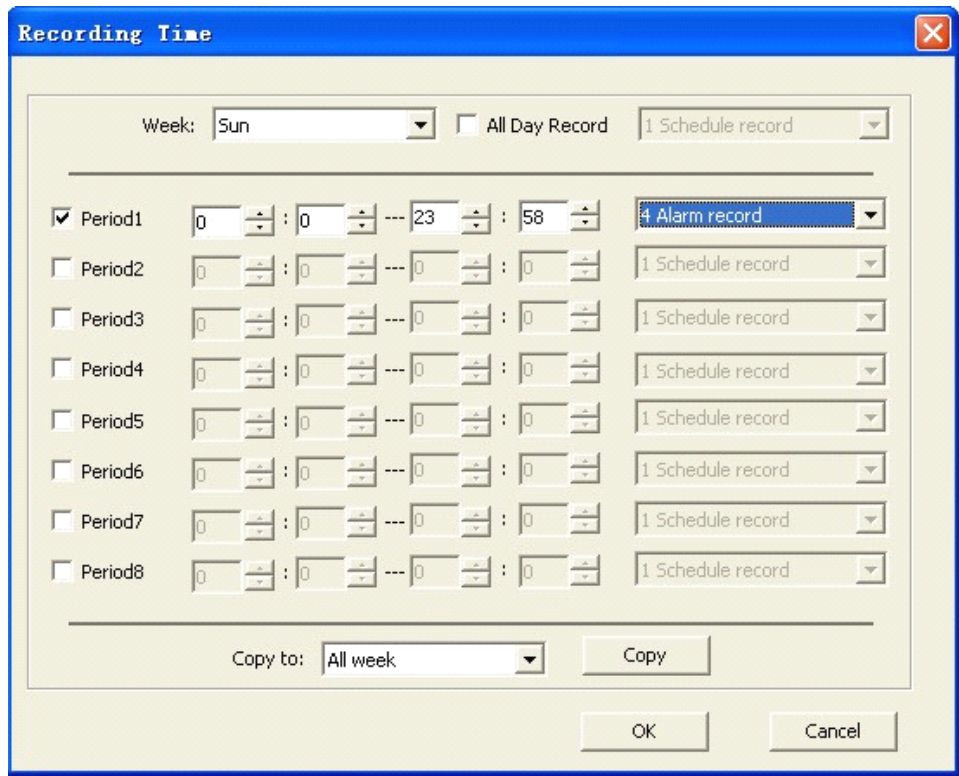 Recording Time
Week: Sun All Day Record 1 Schedule record
Period1 0 : 0 --- 23 : 58 4 Alarm record
Period2 0 : 0 --- 0 : 0 1 Schedule record
Period3 0 : 0 --- 0 : 0 1 Schedule record
Period4 0 : 0 --- 0 : 0 1 Schedule record
Period5 0 : 0 --- 0 : 0 1 Schedule record
Period6 0 : 0 --- 0 : 0 1 Schedule record
Period7 0 : 0 --- 0 : 0 1 Schedule record
Period8 0 : 0 --- 0 : 0 1 Schedule record
Copy to: All week Copy
OK Cancel